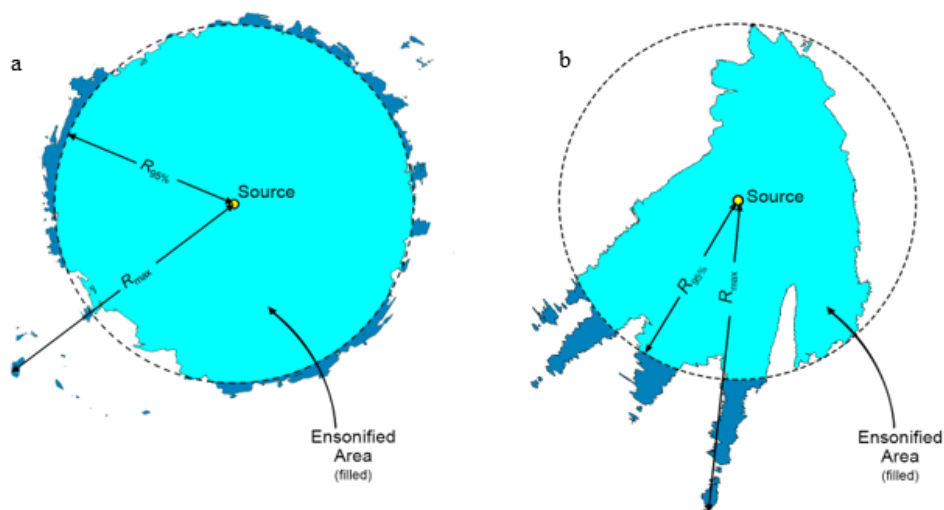 a
R95%
Source
Rmax
Ensonified
Area
(filled)
b
Source
R95%
Rmax
Ensonified
Area
(filled)